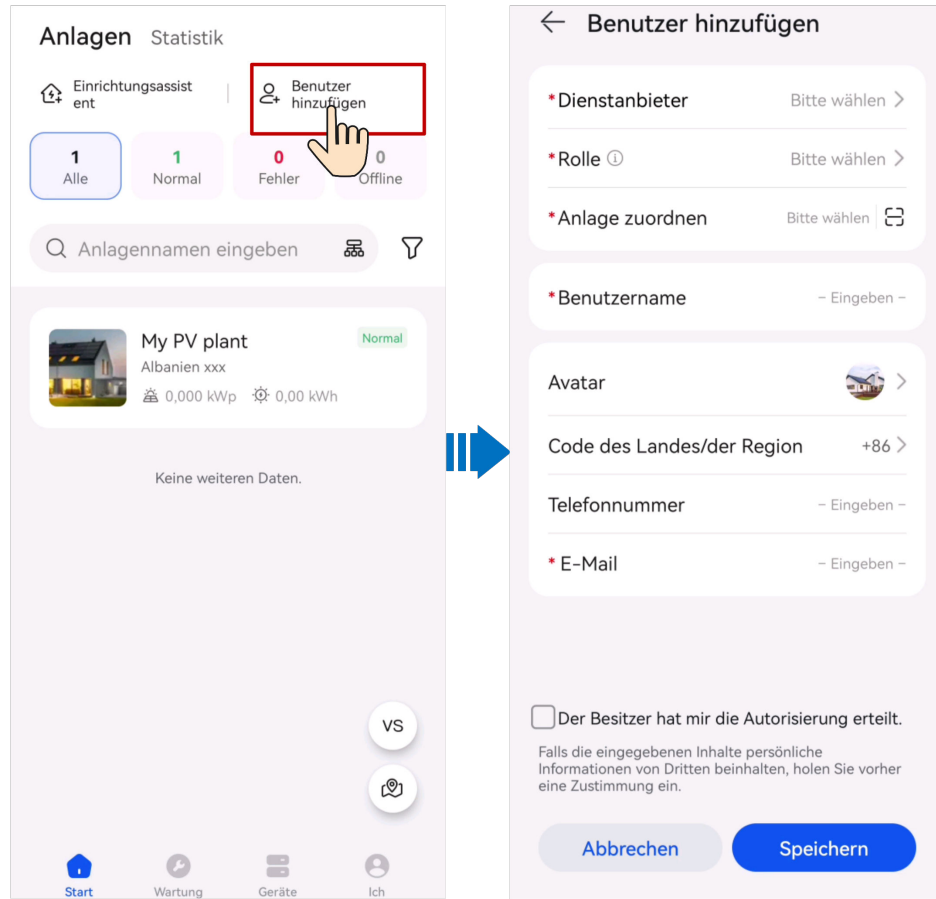 Anlagen Statistik
Einrichtungsassist
ent
Benutzer
hinzufügen
1
Alle
1
Normal
0
Fehler
0
Offline
Anlagennamen eingeben
My PV plant
Normal
Albanien xxx
0,000 kWp 0,00 kWh
Keine weiteren Daten.
VS
Start
Wartung
Geräte
Ich
Benutzer hinzufügen
*Dienstanbieter Bitte wählen >
*Rolle Bitte wählen >
*Anlage zuordnen Bitte wählen
*Benutzername – Eingeben –
Avatar >
Code des Landes/der Region +86 >
Telefonnummer – Eingeben –
* E-Mail – Eingeben –
Der Besitzer hat mir die Autorisierung erteilt.
Falls die eingegebenen Inhalte persönliche
Informationen von Dritten beinhalten, holen Sie vorher
eine Zustimmung ein.
Abbrechen
Speichern